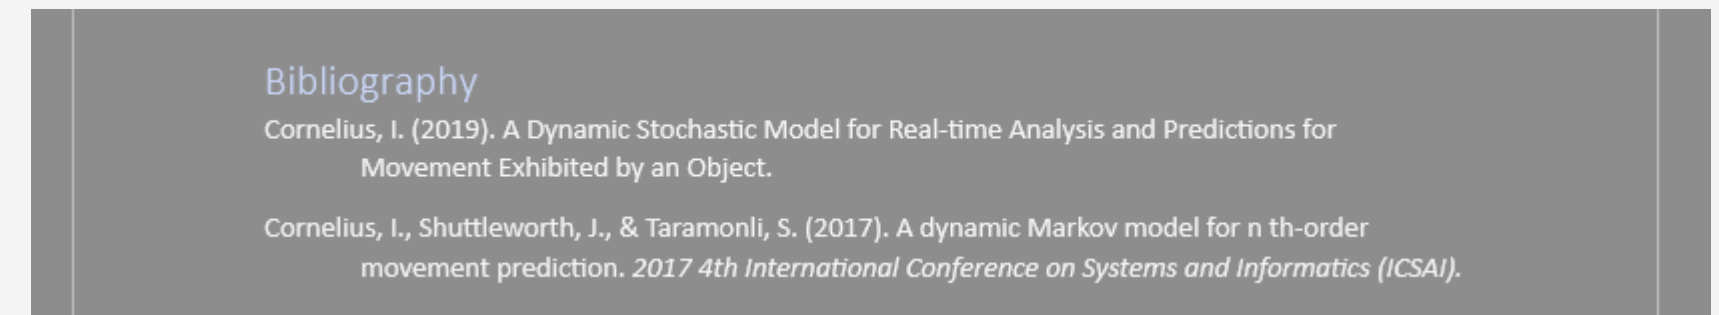 Bibliography
Cornelius, I. (2019). A Dynamic Stochastic Model for Real-time Analysis and Predictions for
Movement Exhibited by an Object.
Cornelius, I., Shuttleworth, J., & Taramonli, S. (2017). A dynamic Markov model for n th-order
movement prediction. 2017 4th International Conference on Systems and Informatics (ICSAI).